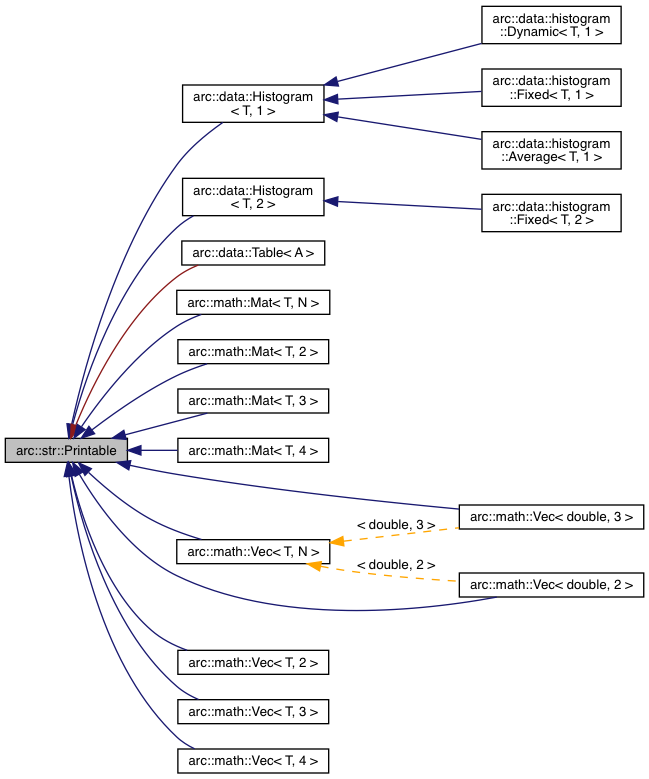 arc::data::histogram
::Dynamic< T, 1 >
arc::data::Histogram
< T, 1 >
arc::data::histogram
::Fixed< T, 1 >
arc::data::histogram
::Average< T, 1 >
arc::data::Histogram
< T, 2 >
arc::data::histogram
::Fixed< T, 2 >
arc::data::Table< A >
arc::math::Mat< T, N >
arc::math::Mat< T, 2 >
arc::math::Mat< T, 3 >
arc::str::Printable
arc::math::Mat< T, 4 >
arc::math::Vec< double, 3 >
< double, 3 >
arc::math::Vec< T, N >
< double, 2 >
arc::math::Vec< double, 2 >
arc::math::Vec< T, 2 >
arc::math::Vec< T, 3 >
arc::math::Vec< T, 4 >